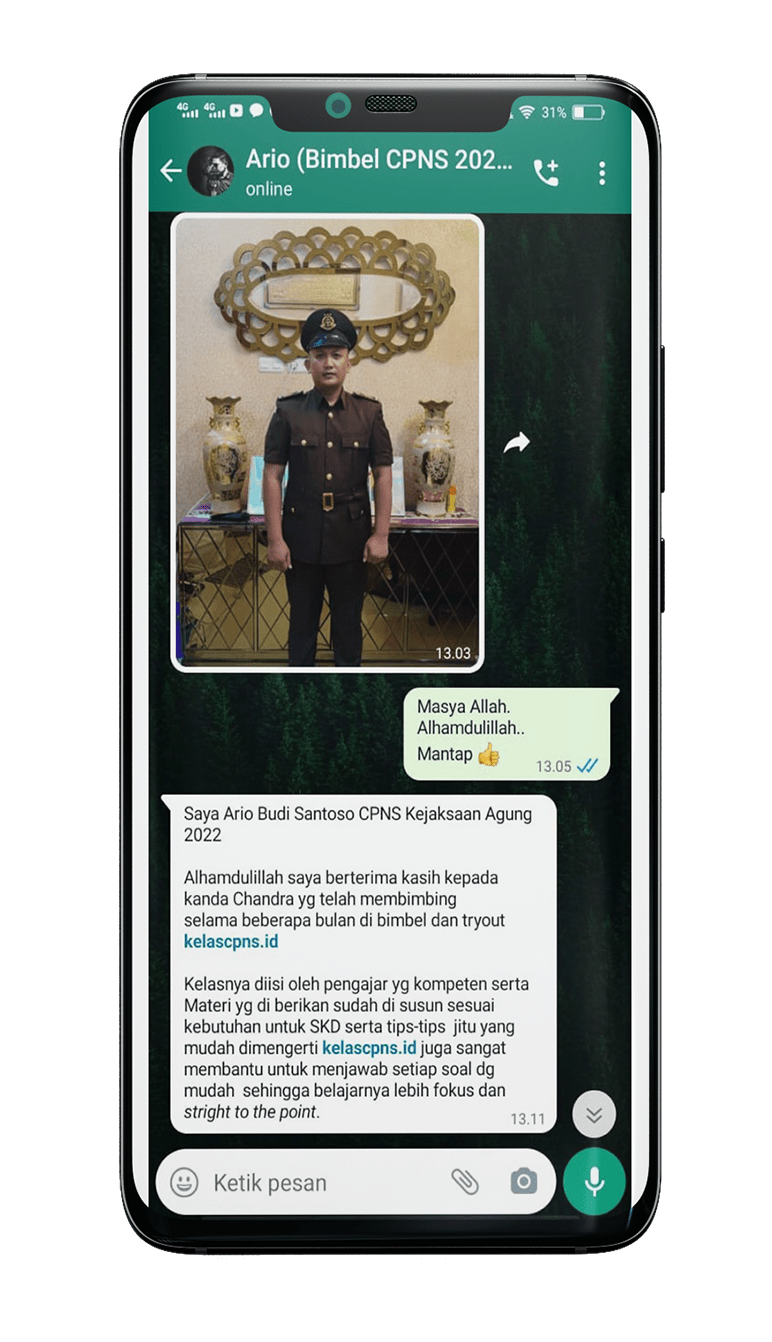 4G 4G 31%
Ario (Bimbel CPNS 202...
online
13.03
Masya Allah.
Alhamdulillah..
Mantap 👍
13.05
Saya Ario Budi Santoso CPNS Kejaksaan Agung
2022
Alhamdulillah saya berterima kasih kepada
kanda Chandra yg telah membimbing
selama beberapa bulan di bimbel dan tryout
kelascpns.id
Kelasnya diisi oleh pengajar yg kompeten serta
Materi yg di berikan sudah di susun sesuai
kebutuhan untuk SKD serta tips-tips jitu yang
mudah dimengerti kelascpns.id juga sangat
membantu untuk menjawab setiap soal dg
mudah sehingga belajarnya lebih fokus dan
stright to the point.
13.11
Ketik pesan